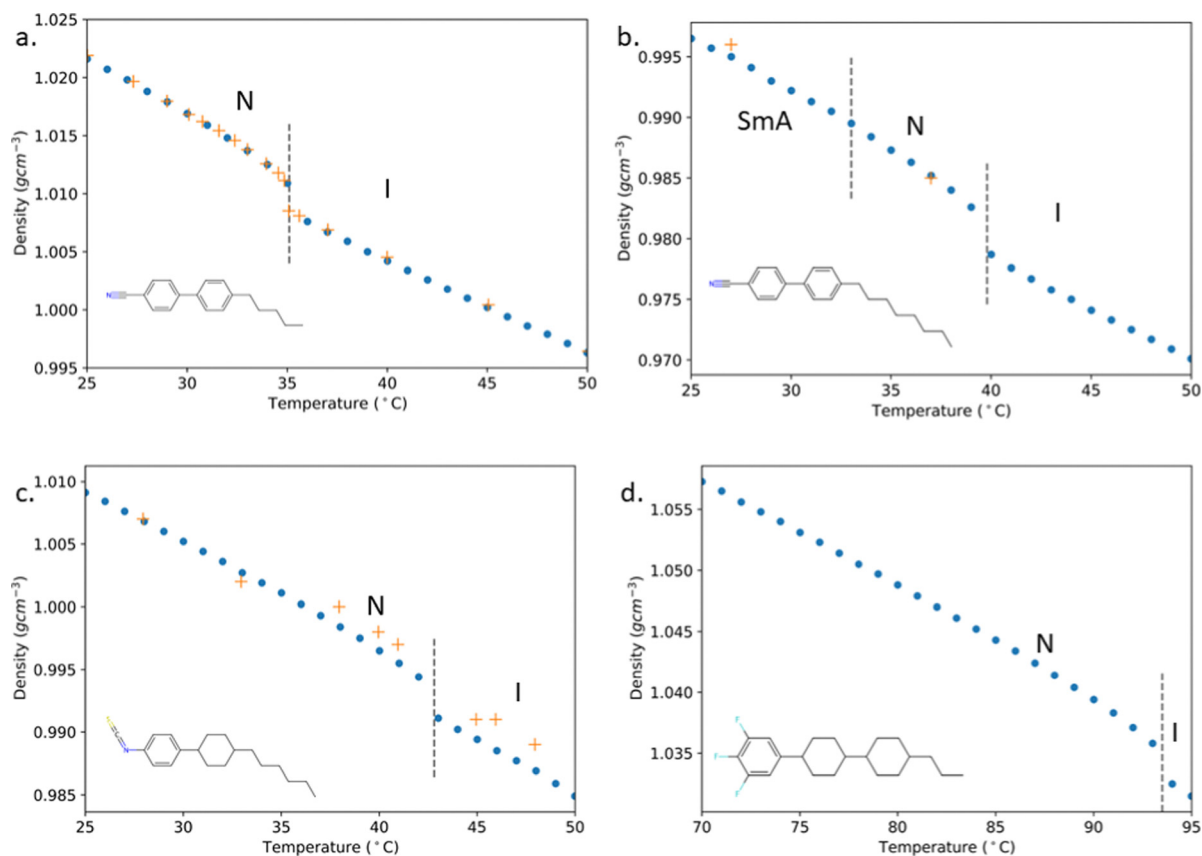 a.
1.025
1.020
1.015
1.010
1.005
1.000
0.995
Density (gcm⁻³)
N
I
N
25 30 35 40 45 50
Temperature (°C)
b.
0.995
0.990
0.985
0.980
0.975
0.970
Density (gcm⁻³)
SmA
N
I
N
25 30 35 40 45 50
Temperature (°C)
c.
1.010
1.005
1.000
0.995
0.990
0.985
Density (gcm⁻³)
N
I
S
C
N
25 30 35 40 45 50
Temperature (°C)
d.
1.055
1.050
1.045
1.040
1.035
Density (gcm⁻³)
N
I
F
F
F
70 75 80 85 90 95
Temperature (°C)